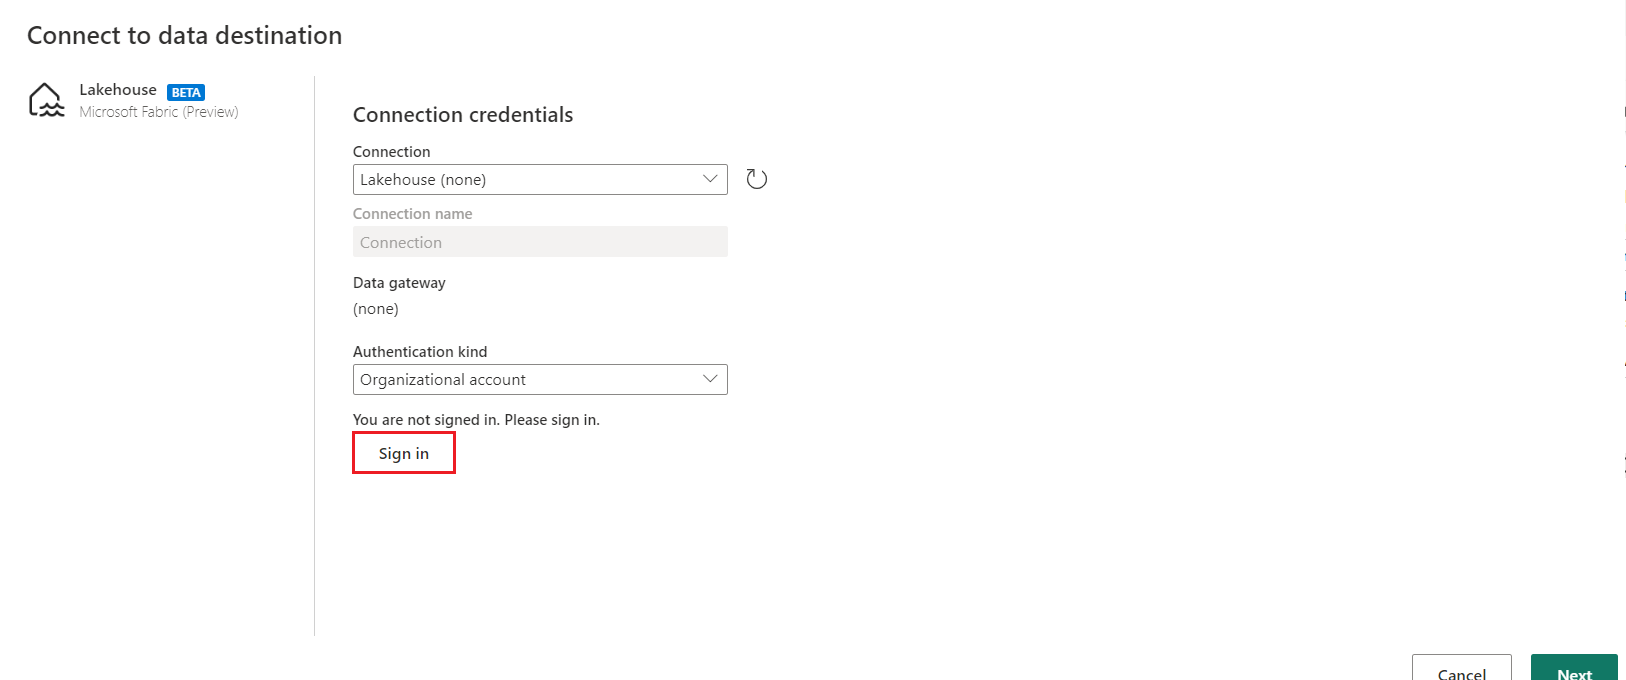 Connect to data destination
Lakehouse BETA
Microsoft Fabric (Preview)
Connection credentials
Connection
Lakehouse (none)
Connection name
Connection
Data gateway
(none)
Authentication kind
Organizational account
You are not signed in. Please sign in.
Sign in
Cancel
Next